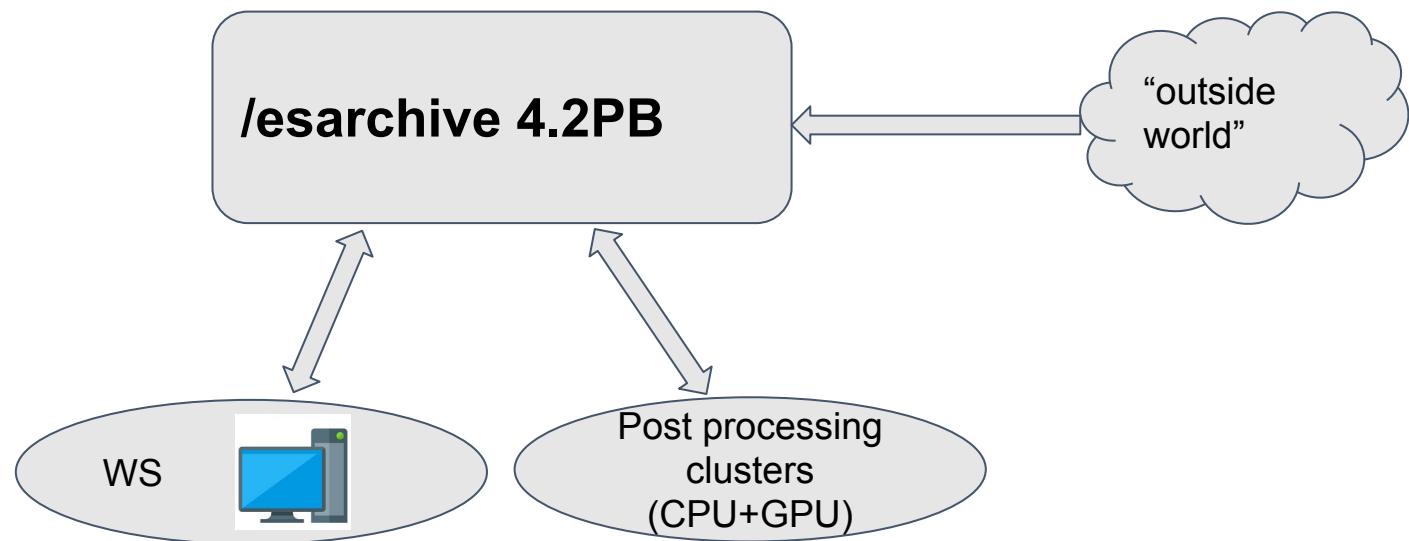 /esarchive 4.2PB
“outside
world”
WS
Post processing
clusters
(CPU+GPU)